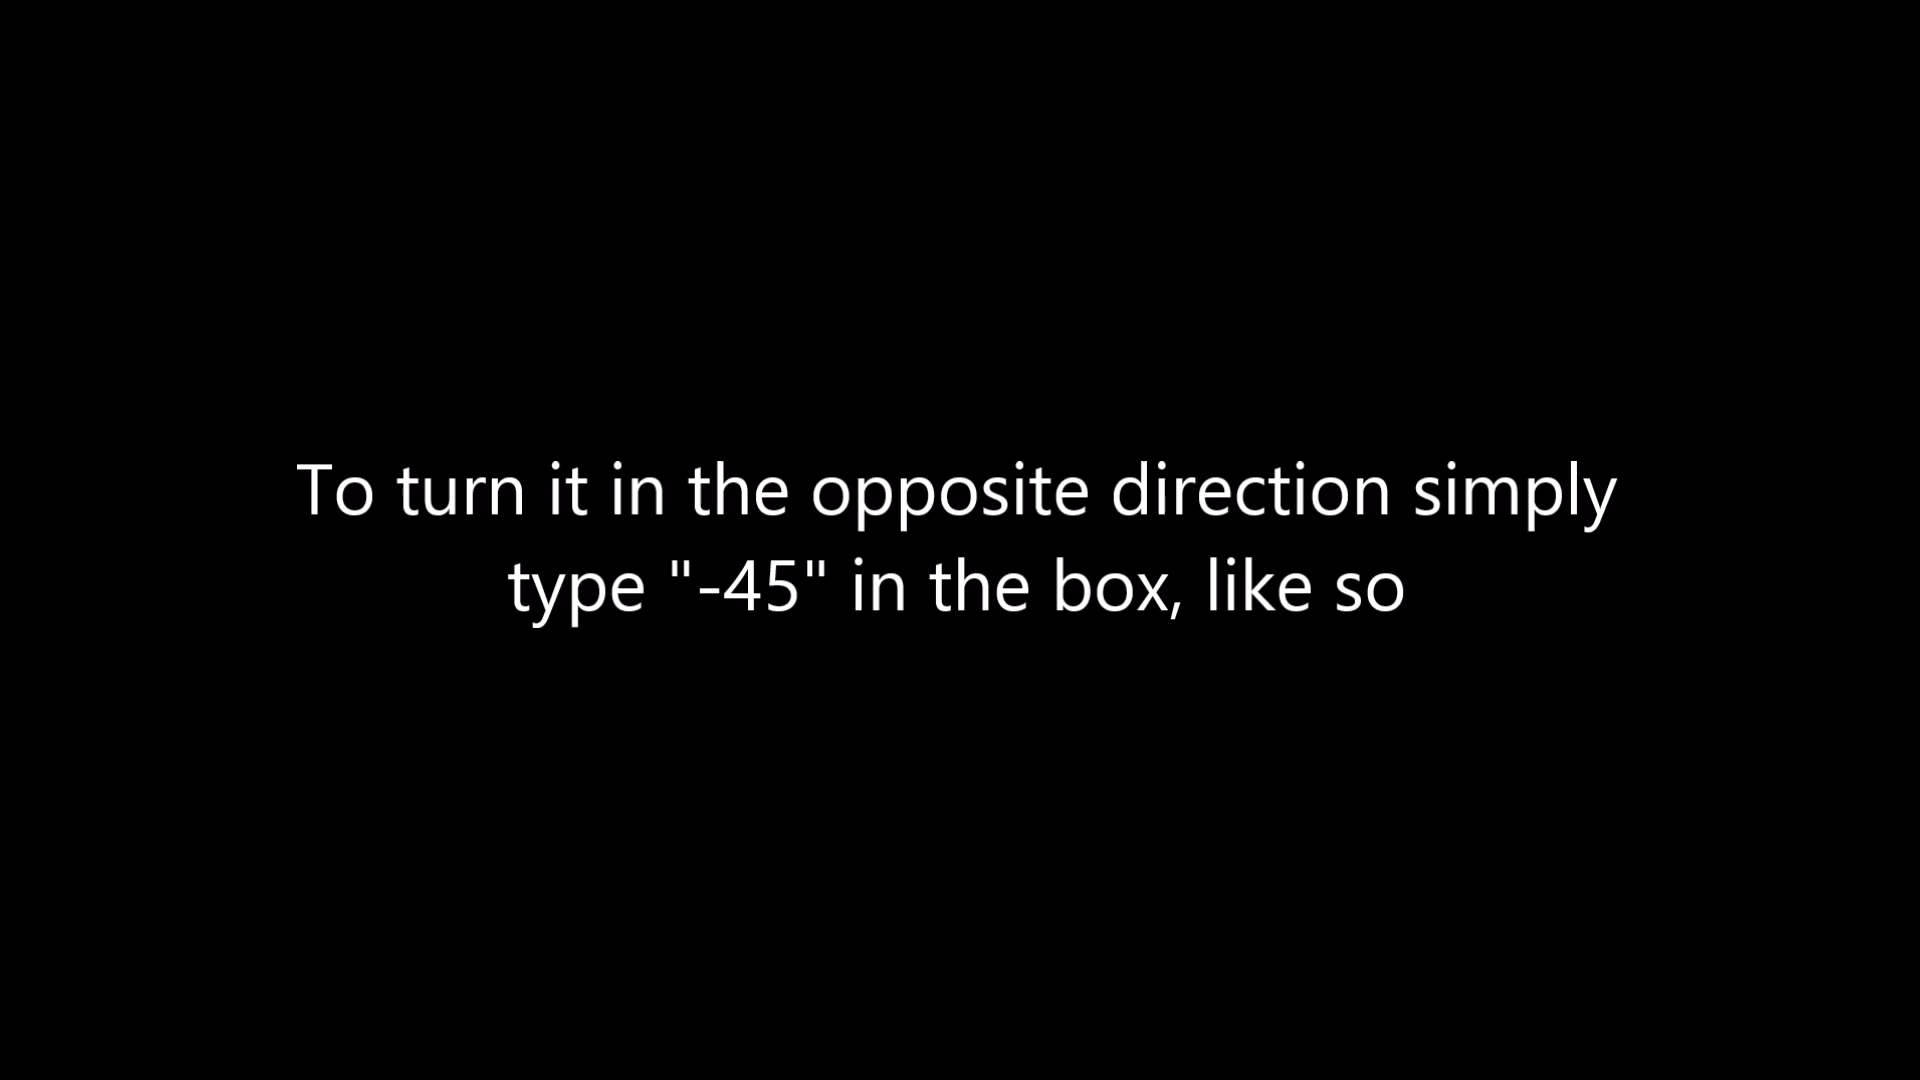 To turn it in the opposite direction simply
type "-45" in the box, like so